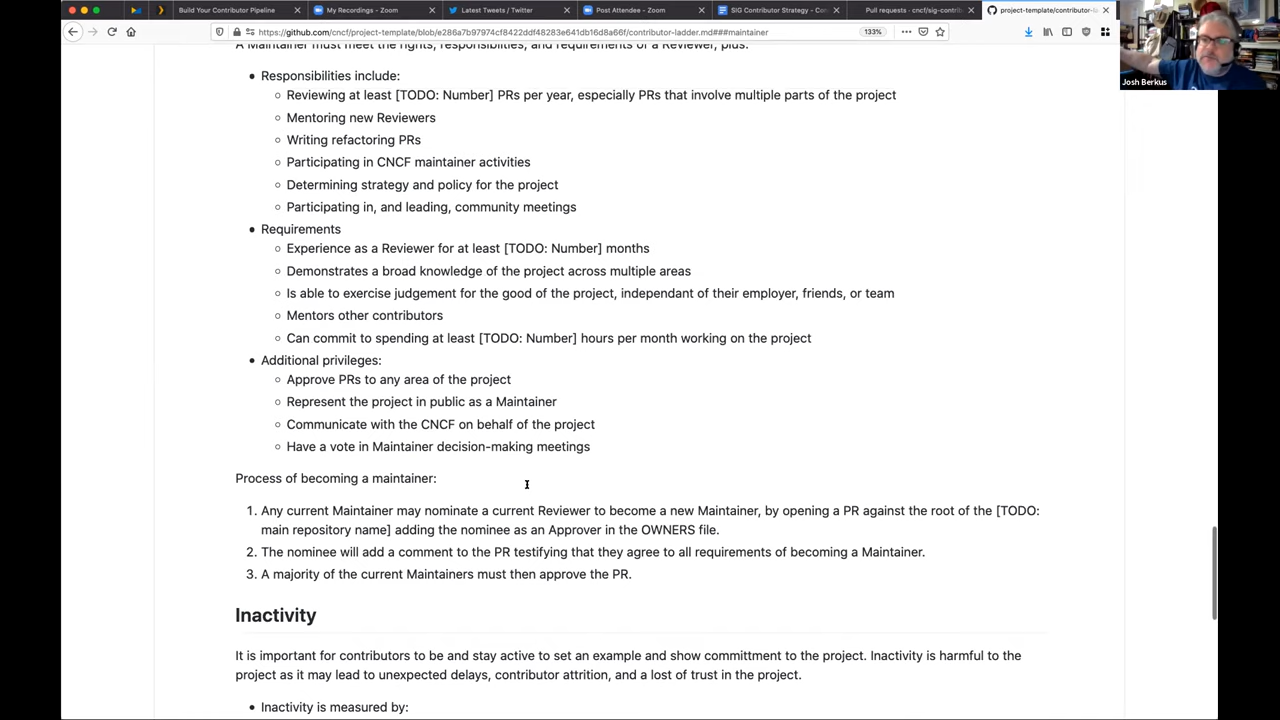 Build Your Contributor Pipeline
My Recordings - Zoom
Latest Tweets / Twitter
Post Attendee - Zoom
SIG Contributor Strategy - Con
Pull requests · cncf/sig-contrib
project-template/contributor-la
https://github.com/cncf/project-template/blob/e286a7b97974cf8422ddf48283e641db16d8a66f/contributor-ladder.md###maintainer
133%
Josh Berkus
A Maintainer must meet the rights, responsibilities, and requirements of a Reviewer, plus:
Responsibilities include:
Reviewing at least [TODO: Number] PRs per year, especially PRs that involve multiple parts of the project
Mentoring new Reviewers
Writing refactoring PRs
Participating in CNCF maintainer activities
Determining strategy and policy for the project
Participating in, and leading, community meetings
Requirements
Experience as a Reviewer for at least [TODO: Number] months
Demonstrates a broad knowledge of the project across multiple areas
Is able to exercise judgement for the good of the project, independant of their employer, friends, or team
Mentors other contributors
Can commit to spending at least [TODO: Number] hours per month working on the project
Additional privileges:
Approve PRs to any area of the project
Represent the project in public as a Maintainer
Communicate with the CNCF on behalf of the project
Have a vote in Maintainer decision-making meetings
Process of becoming a maintainer:
1. Any current Maintainer may nominate a current Reviewer to become a new Maintainer, by opening a PR against the root of the [TODO:
main repository name] adding the nominee as an Approver in the OWNERS file.
2. The nominee will add a comment to the PR testifying that they agree to all requirements of becoming a Maintainer.
3. A majority of the current Maintainers must then approve the PR.
Inactivity
It is important for contributors to be and stay active to set an example and show committment to the project. Inactivity is harmful to the
project as it may lead to unexpected delays, contributor attrition, and a lost of trust in the project.
Inactivity is measured by: